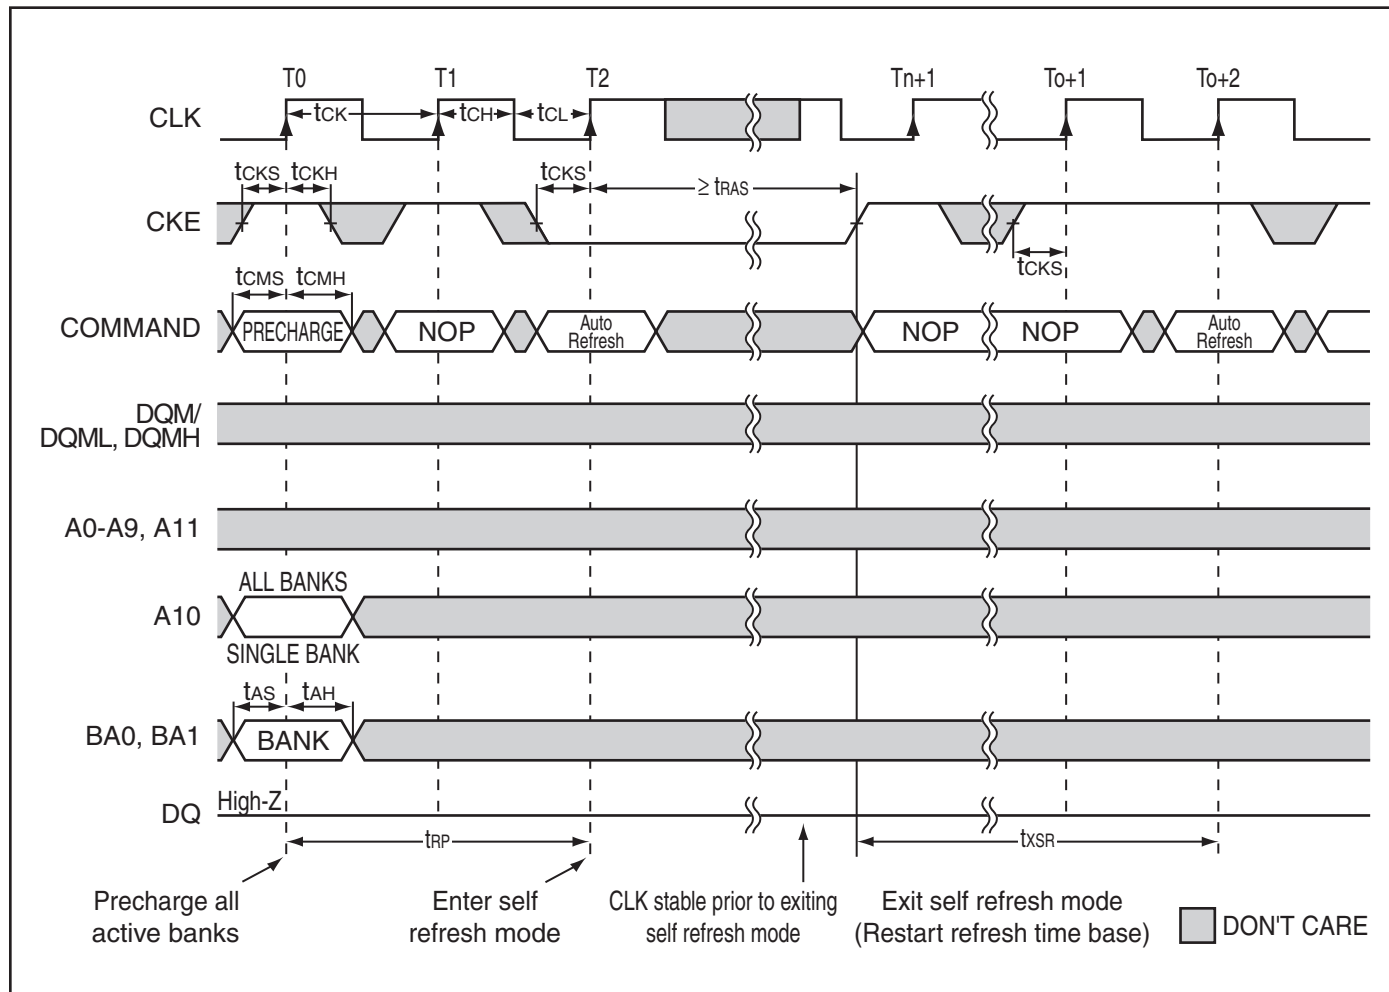 T0 T1 T2 Tn+1 To+1 To+2
CLK
tCK tCH tCL
tCKS tCKH tCKS ≥ tRAS
CKE
tCKS
tCMS tCMH
COMMAND
PRECHARGE NOP Auto Refresh NOP NOP Auto Refresh
DQM/
DQML, DQMH
A0-A9, A11
ALL BANKS
A10
SINGLE BANK
tAS tAH
BA0, BA1 BANK
High-Z
DQ
tRP tXSR
Precharge all
active banks
Enter self
refresh mode
CLK stable prior to exiting
self refresh mode
Exit self refresh mode
(Restart refresh time base)
DON'T CARE